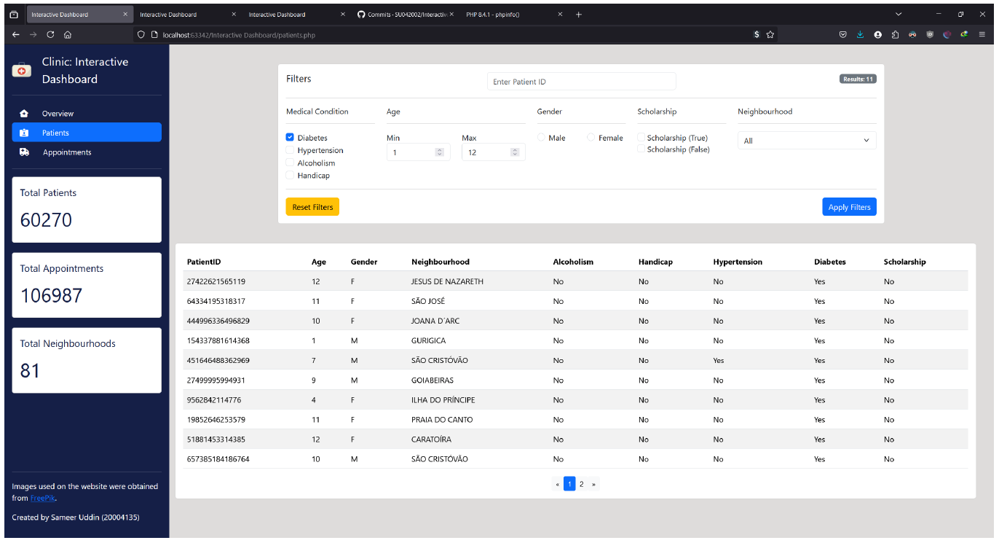 Interactive Dashboard × Interactive Dashboard × Interactive Dashboard × Commits · SU042002/Interactiv × PHP 8.4.1 - phpinfo() × +
localhost:63342/Interactive Dashboard/patients.php
Clinic: Interactive
Dashboard
Overview
Patients
Appointments
Total Patients
60270
Total Appointments
106987
Total Neighbourhoods
81
Images used on the website were obtained
from FreePik.
Created by Sameer Uddin (20004135)
Filters Enter Patient ID Results: 11
Medical Condition Age Gender Scholarship Neighbourhood
Diabetes Min Max Male Female Scholarship (True) All
Hypertension 1 12 Scholarship (False)
Alcoholism
Handicap
Reset Filters Apply Filters
PatientID Age Gender Neighbourhood Alcoholism Handicap Hypertension Diabetes Scholarship
27422621565119 12 F JESUS DE NAZARETH No No No Yes No
64334195318317 11 F SÃO JOSÉ No No No Yes No
444996336496829 10 F JOANA D´ARC No No No Yes No
154337881614368 1 M GURIGICA No No No Yes No
451646488362969 7 M SÃO CRISTÓVÃO No No Yes Yes No
27499995994931 9 M GOIABEIRAS No No No Yes No
9562842114776 4 F ILHA DO PRÍNCIPE No No No Yes No
19852646253579 11 F PRAIA DO CANTO No No No Yes No
51881453314385 12 F CARATOÍRA No No No Yes No
657385184186764 10 M SÃO CRISTÓVÃO No No No Yes No
« 1 2 »